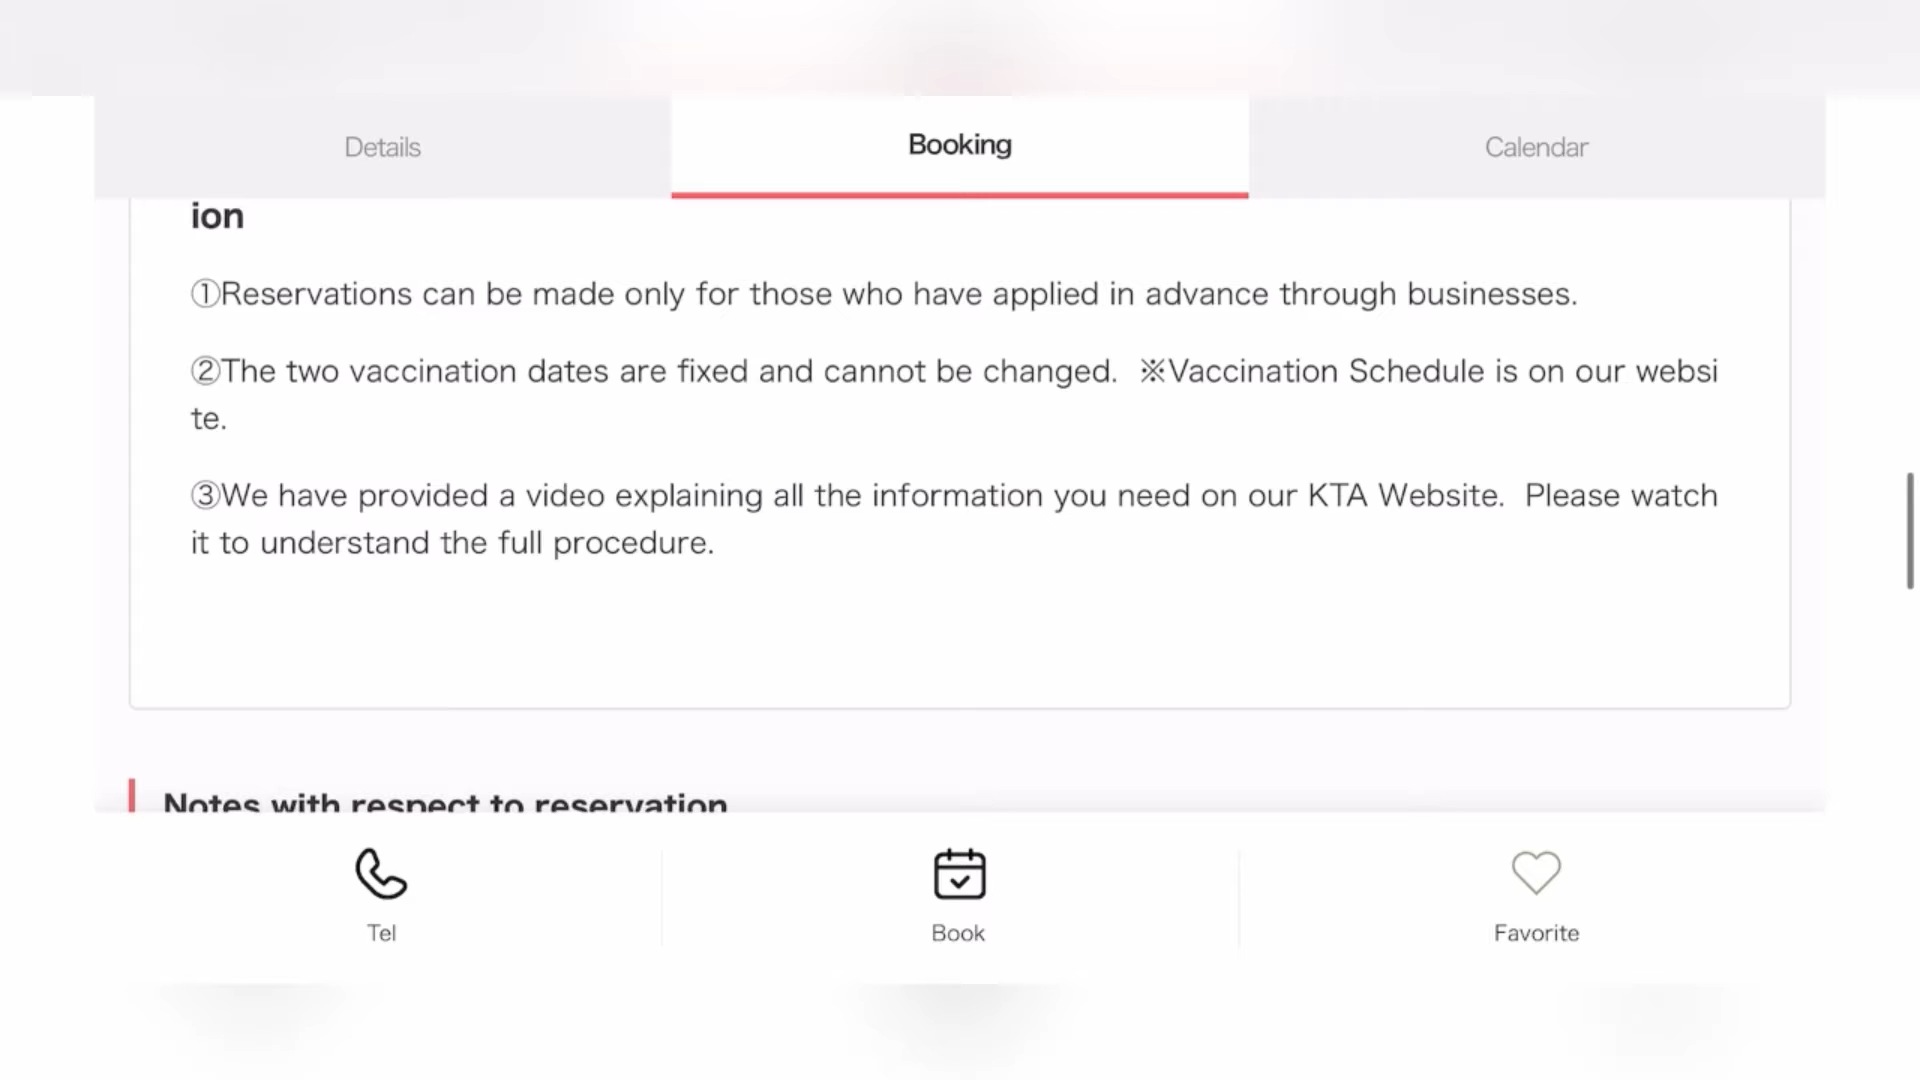 Details
Booking
Calendar
ion
①Reservations can be made only for those who have applied in advance through businesses.
②The two vaccination dates are fixed and cannot be changed. ※Vaccination Schedule is on our websi
te.
③We have provided a video explaining all the information you need on our KTA Website. Please watch
it to understand the full procedure.
Notes with respect to reservation
Tel
Book
Favorite